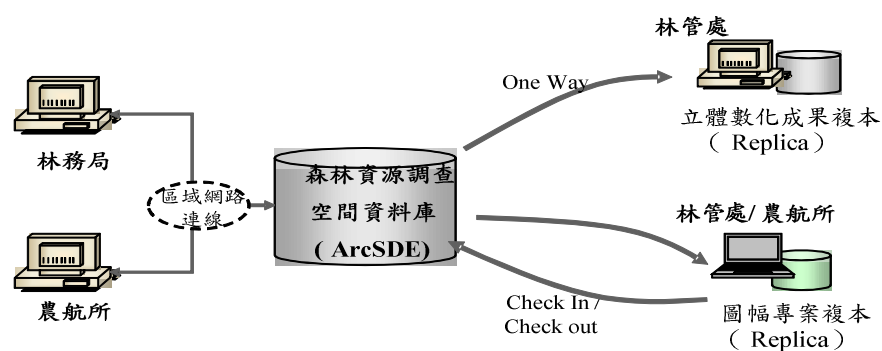 林務局
農航所
區域網路
連線
森林資源調查
空間資料庫
( ArcSDE)
One Way
林管處
立體數化成果複本
( Replica )
林管處/農航所
Check In /
Check out
圖幅專案複本
( Replica )